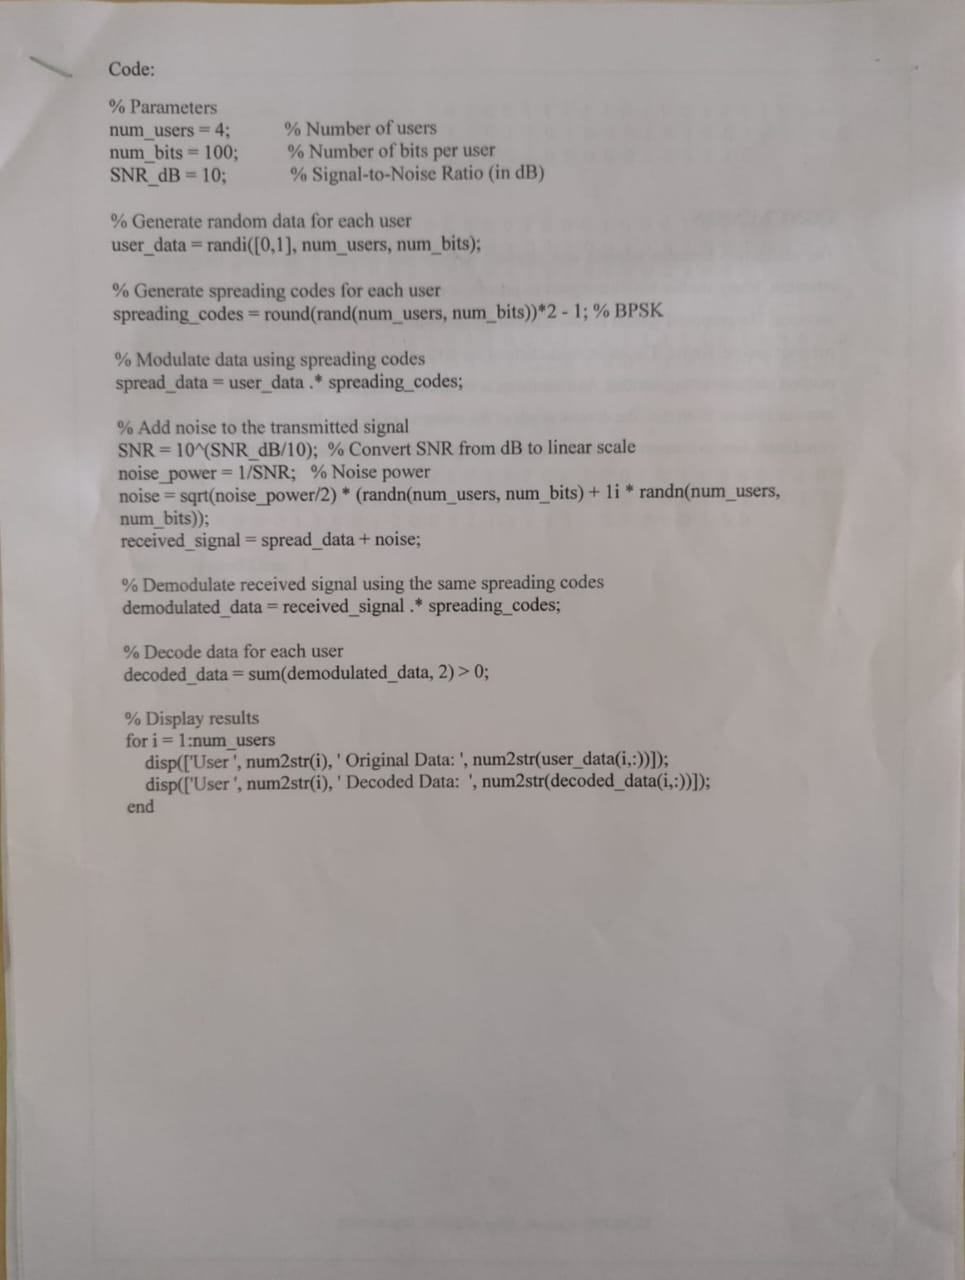 Code:
% Parameters
num_users = 4; % Number of users
num_bits = 100; % Number of bits per user
SNR_dB = 10; % Signal-to-Noise Ratio (in dB)
% Generate random data for each user
user_data = randi([0,1], num_users, num_bits);
% Generate spreading codes for each user
spreading_codes = round(rand(num_users, num_bits))*2 - 1; % BPSK
% Modulate data using spreading codes
spread_data = user_data .* spreading_codes;
% Add noise to the transmitted signal
SNR = 10^(SNR_dB/10); % Convert SNR from dB to linear scale
noise_power = 1/SNR; % Noise power
noise = sqrt(noise_power/2) * (randn(num_users, num_bits) + 1i * randn(num_users,
num_bits));
received_signal = spread_data + noise;
% Demodulate received signal using the same spreading codes
demodulated_data = received_signal .* spreading_codes;
% Decode data for each user
decoded_data = sum(demodulated_data, 2) > 0;
% Display results
for i = 1:num_users
disp(['User ', num2str(i), ' Original Data: ', num2str(user_data(i,:))]);
disp(['User ', num2str(i), ' Decoded Data:  ', num2str(decoded_data(i,:))]);
end